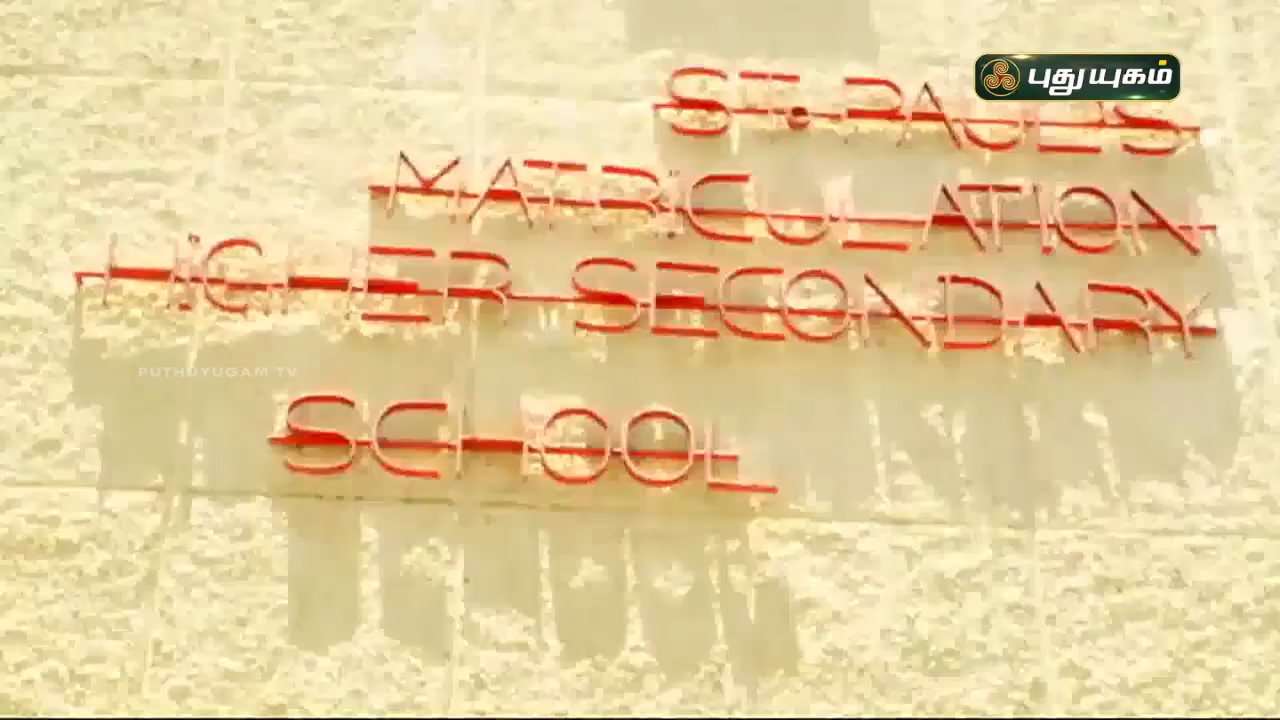 புதுயுகம்
ST. PAUL'S
MATRICULATION
HIGHER SECONDARY
SCHOOL
PUTHUYUGAM TV